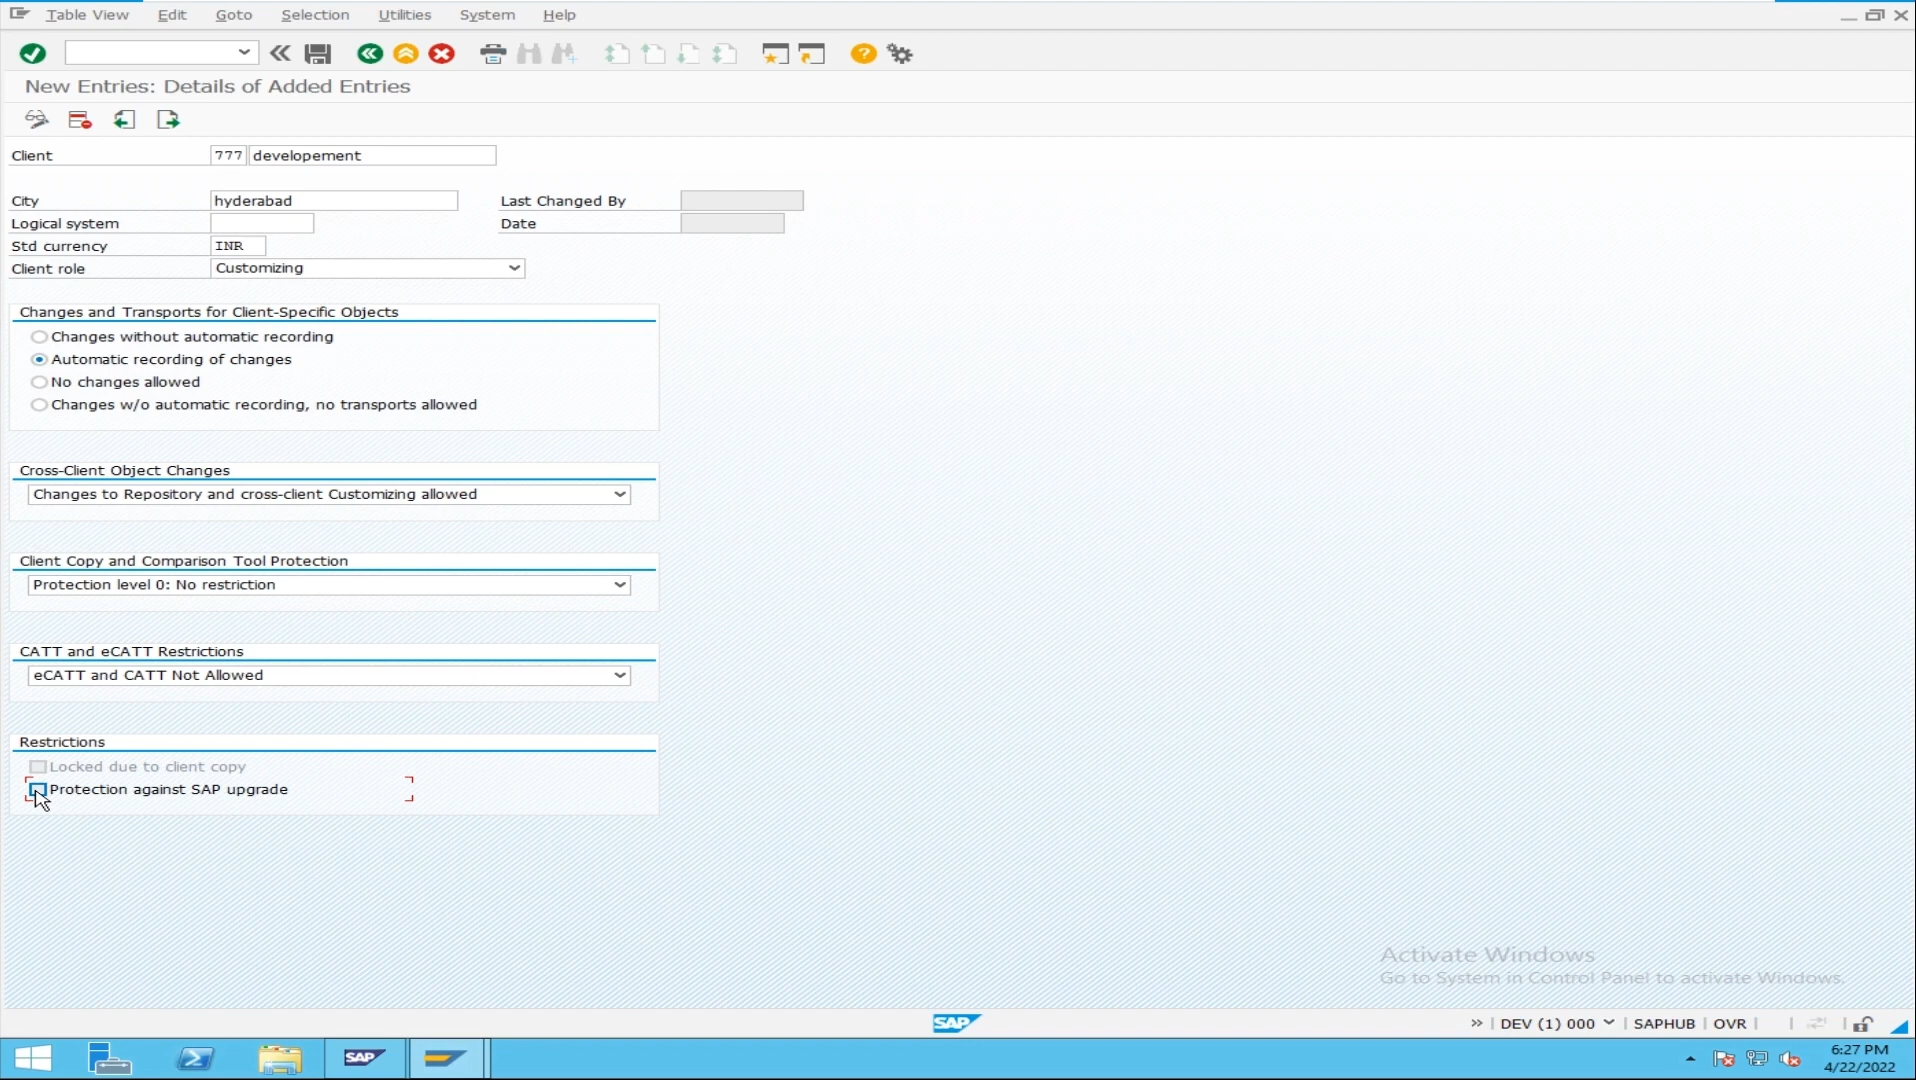 Table View Edit Goto Selection Utilities System Help
New Entries: Details of Added Entries
Client 777 developement
City hyderabad Last Changed By
Logical system Date
Std currency INR
Client role Customizing
Changes and Transports for Client-Specific Objects
Changes without automatic recording
Automatic recording of changes
No changes allowed
Changes w/o automatic recording, no transports allowed
Cross-Client Object Changes
Changes to Repository and cross-client Customizing allowed
Client Copy and Comparison Tool Protection
Protection level 0: No restriction
CATT and eCATT Restrictions
eCATT and CATT Not Allowed
Restrictions
Locked due to client copy
Protection against SAP upgrade
Activate Windows
Go to System in Control Panel to activate Windows.
SAP » DEV (1) 000 SAPHUB OVR
SAP 6:27 PM
4/22/2022